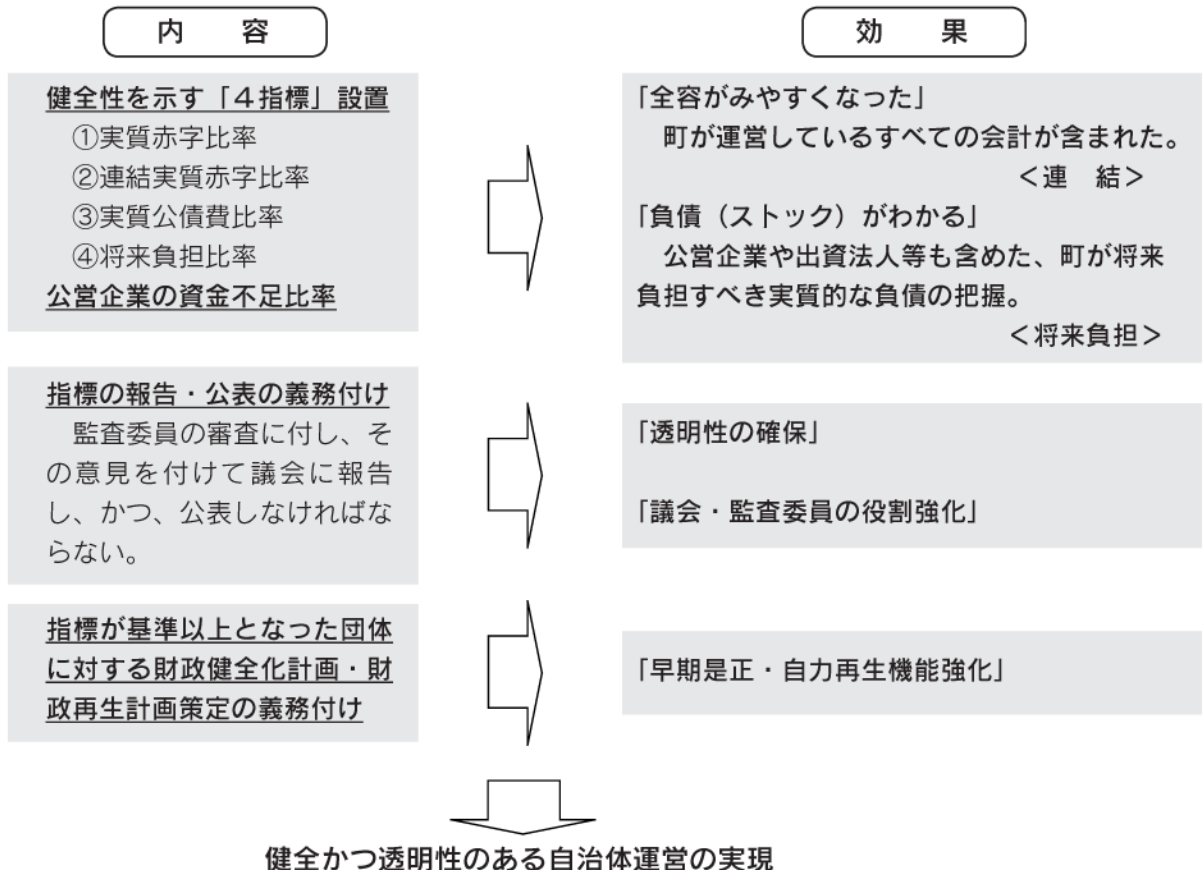 内　容
効　果
健全性を示す「４指標」設置
①実質赤字比率
②連結実質赤字比率
③実質公債費比率
④将来負担比率
公営企業の資金不足比率
「全容がみやすくなった」
町が運営しているすべての会計が含まれた。
＜連　結＞
「負債（ストック）がわかる」
公営企業や出資法人等も含めた、町が将来
負担すべき実質的な負債の把握。
＜将来負担＞
指標の報告・公表の義務付け
監査委員の審査に付し、そ
の意見を付けて議会に報告
し、かつ、公表しなければな
らない。
「透明性の確保」
「議会・監査委員の役割強化」
指標が基準以上となった団体
に対する財政健全化計画・財
政再生計画策定の義務付け
「早期是正・自力再生機能強化」
健全かつ透明性のある自治体運営の実現